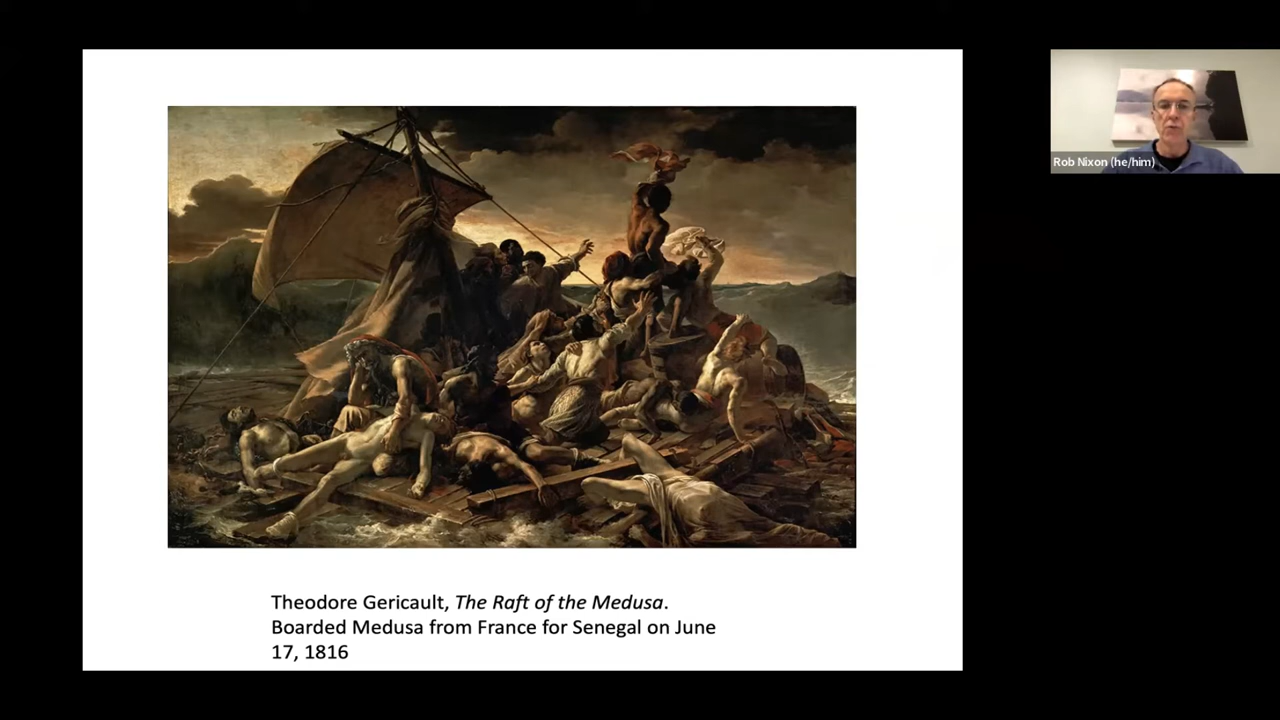 Rob Nixon (he/him)
Theodore Gericault, The Raft of the Medusa.
Boarded Medusa from France for Senegal on June
17, 1816